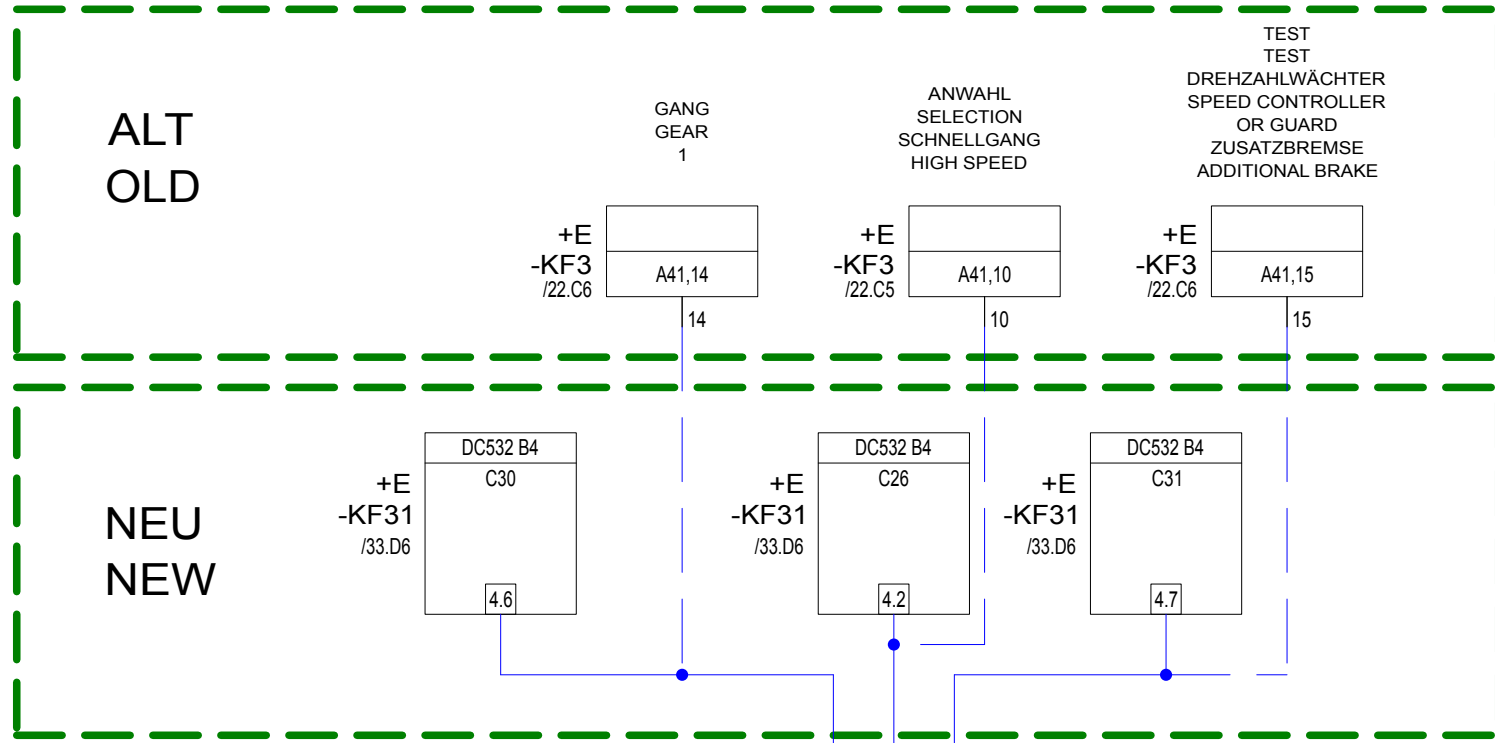 ALT
OLD
GANG
GEAR
1
ANWAHL
SELECTION
SCHNELLGANG
HIGH SPEED
TEST
TEST
DREHZAHLWÄCHTER
SPEED CONTROLLER
OR GUARD
ZUSATZBREMSE
ADDITIONAL BRAKE
+E
-KF3
/22.C6
A41,14
14
+E
-KF3
/22.C5
A41,10
10
+E
-KF3
/22.C6
A41,15
15
NEU
NEW
+E
-KF31
/33.D6
DC532 B4
C30
4.6
+E
-KF31
/33.D6
DC532 B4
C26
4.2
+E
-KF31
/33.D6
DC532 B4
C31
4.7